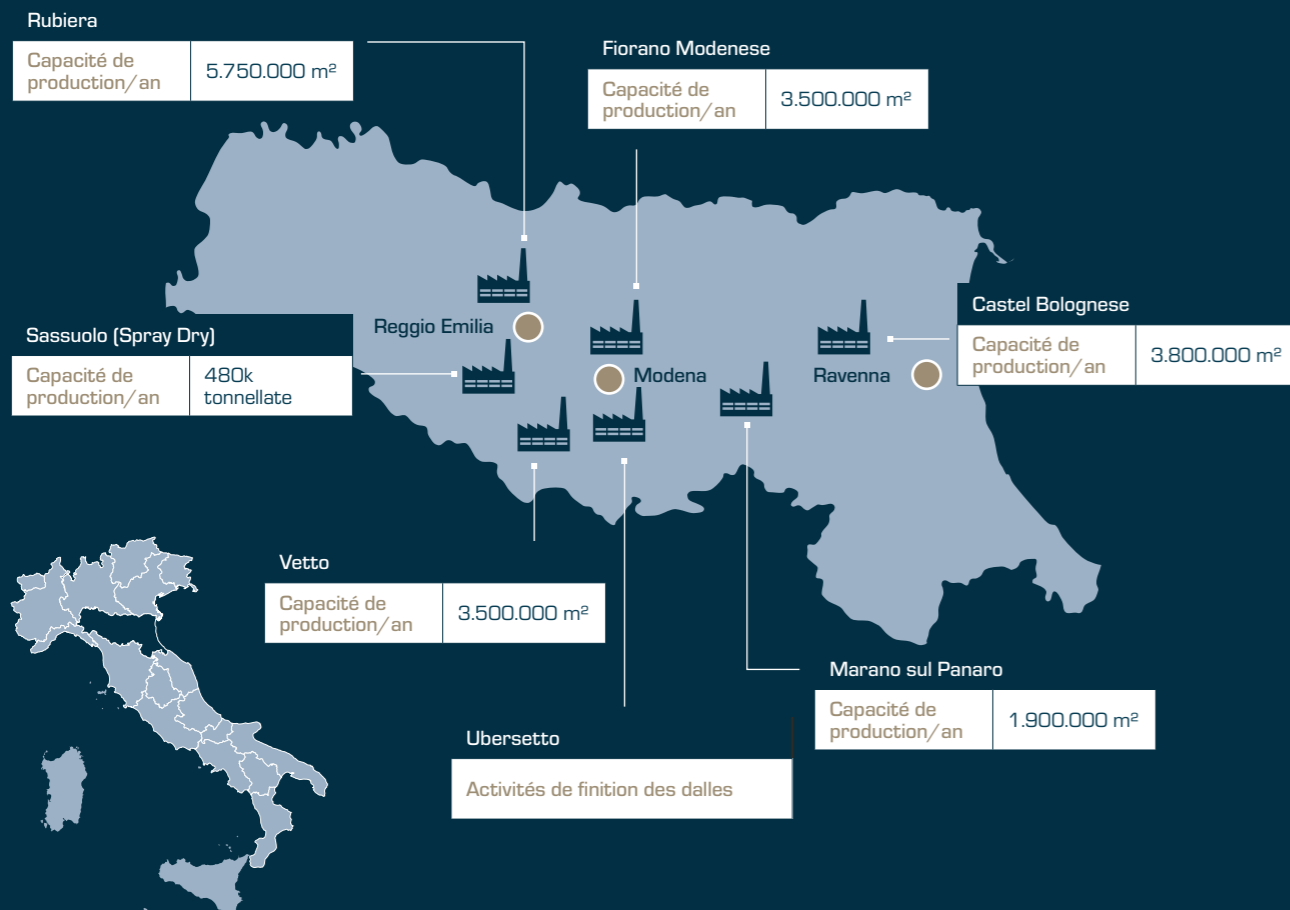 Rubiera
Capacité de
production/an
5.750.000 m²
Fiorano Modenese
Capacité de
production/an
3.500.000 m²
Sassuolo (Spray Dry)
Capacité de
production/an
480k
tonnellate
Reggio Emilia
Modena
Ravenna
Castel Bolognese
Capacité de
production/an
3.800.000 m²
Vetto
Capacité de
production/an
3.500.000 m²
Marano sul Panaro
Capacité de
production/an
1.900.000 m²
Ubersetto
Activités de finition des dalles